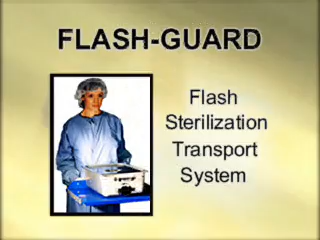 FLASH-GUARD
Flash
Sterilization
Transport
System